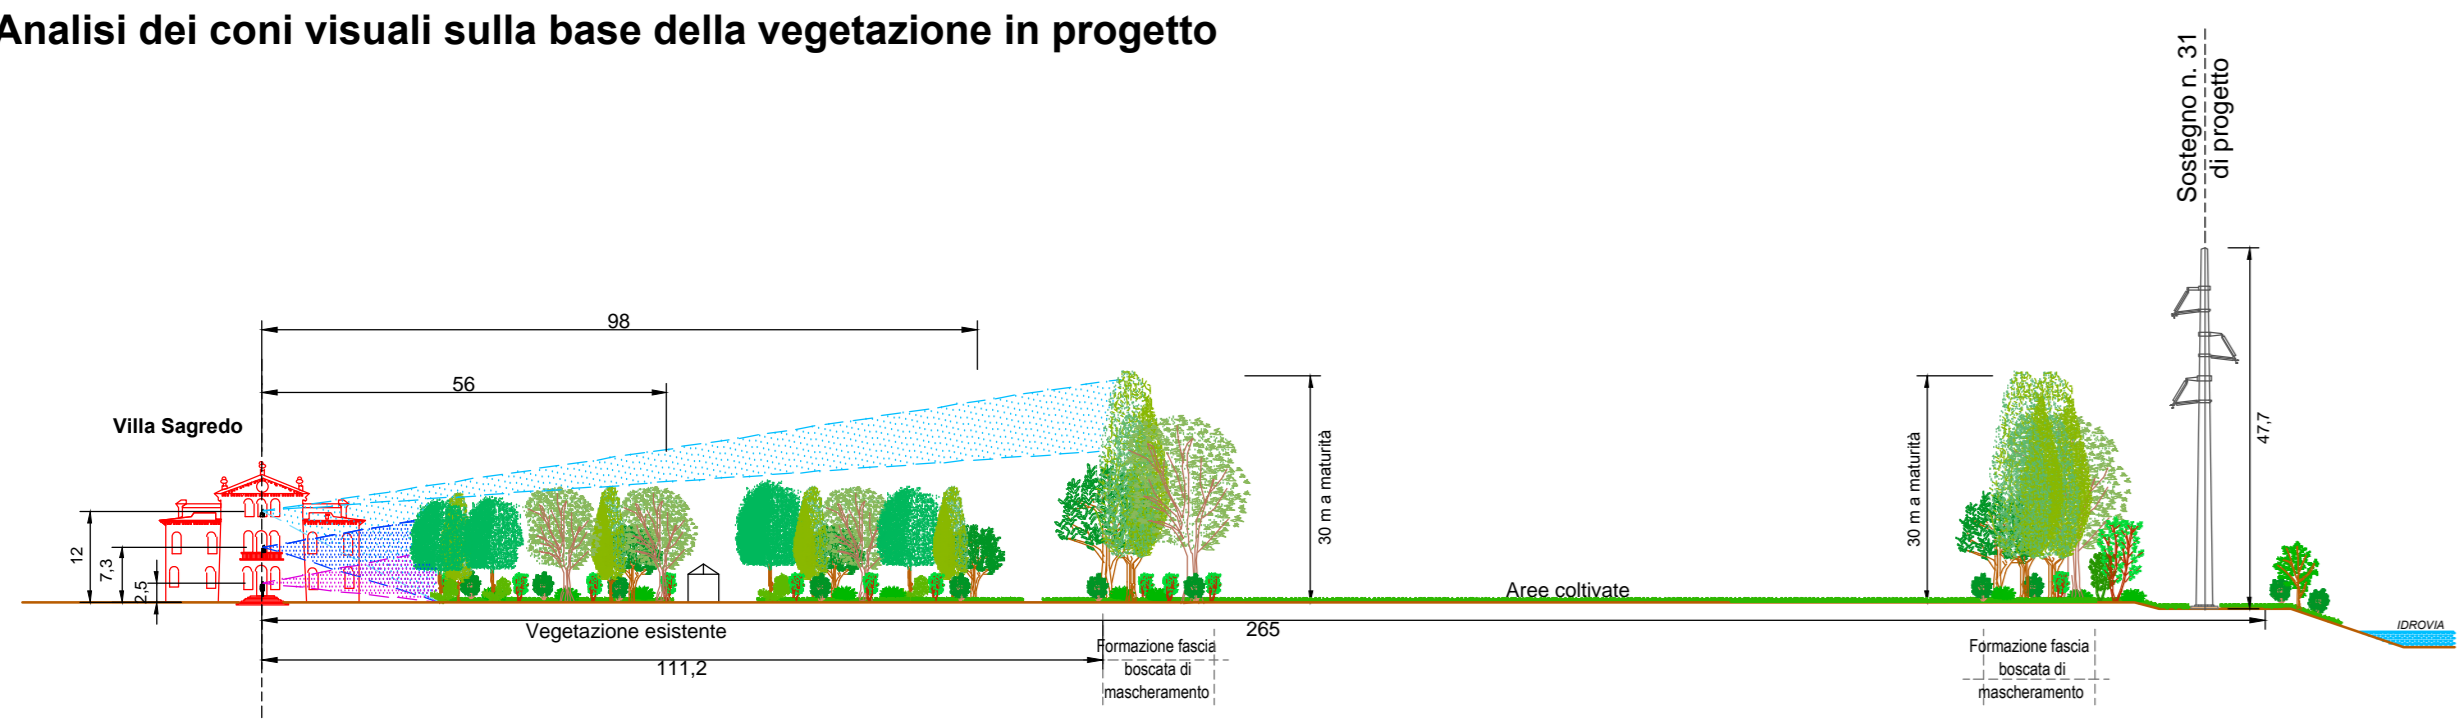 Analisi dei coni visuali sulla base della vegetazione in progetto
Sostegno n. 31
di progetto
98
56
Villa Sagredo
30 m a maturità
30 m a maturità
47,7
12
7,3
2,5
Aree coltivate
Vegetazione esistente
265
IDROVIA
111,2
Formazione fascia
boscata di
mascheramento
Formazione fascia
boscata di
mascheramento